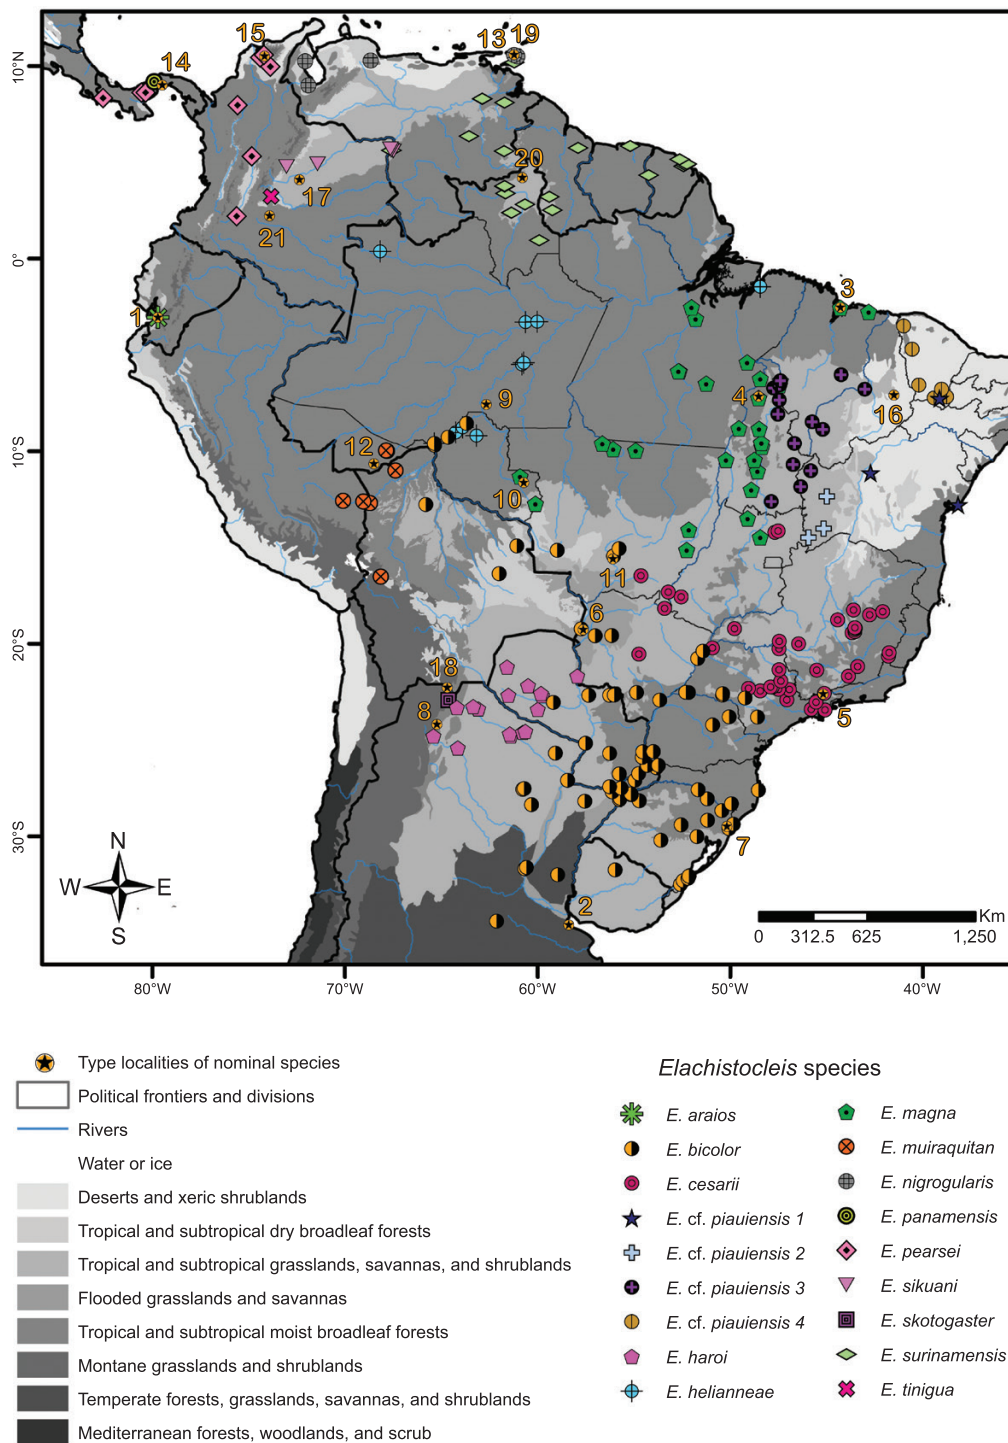 15
13 19
14
10°N
20
17
21
0°
1
3
4
16
9
12
10°S
10
11
6
20°S
18
8
5
30°S
7
2
N
W E
S
Km
0 312.5 625 1,250
80°W 70°W 60°W 50°W 40°W
Type localities of nominal species
Political frontiers and divisions
Rivers
Water or ice
Deserts and xeric shrublands
Tropical and subtropical dry broadleaf forests
Tropical and subtropical grasslands, savannas, and shrublands
Flooded grasslands and savannas
Tropical and subtropical moist broadleaf forests
Montane grasslands and shrublands
Temperate forests, grasslands, savannas, and shrublands
Mediterranean forests, woodlands, and scrub
Elachistocleis species
E. araios
E. bicolor
E. cesarii
E. cf. piauiensis 1
E. cf. piauiensis 2
E. cf. piauiensis 3
E. cf. piauiensis 4
E. haroi
E. helianneae
E. magna
E. muiraquitan
E. nigrogularis
E. panamensis
E. pearsei
E. sikuani
E. skotogaster
E. surinamensis
E. tinigua